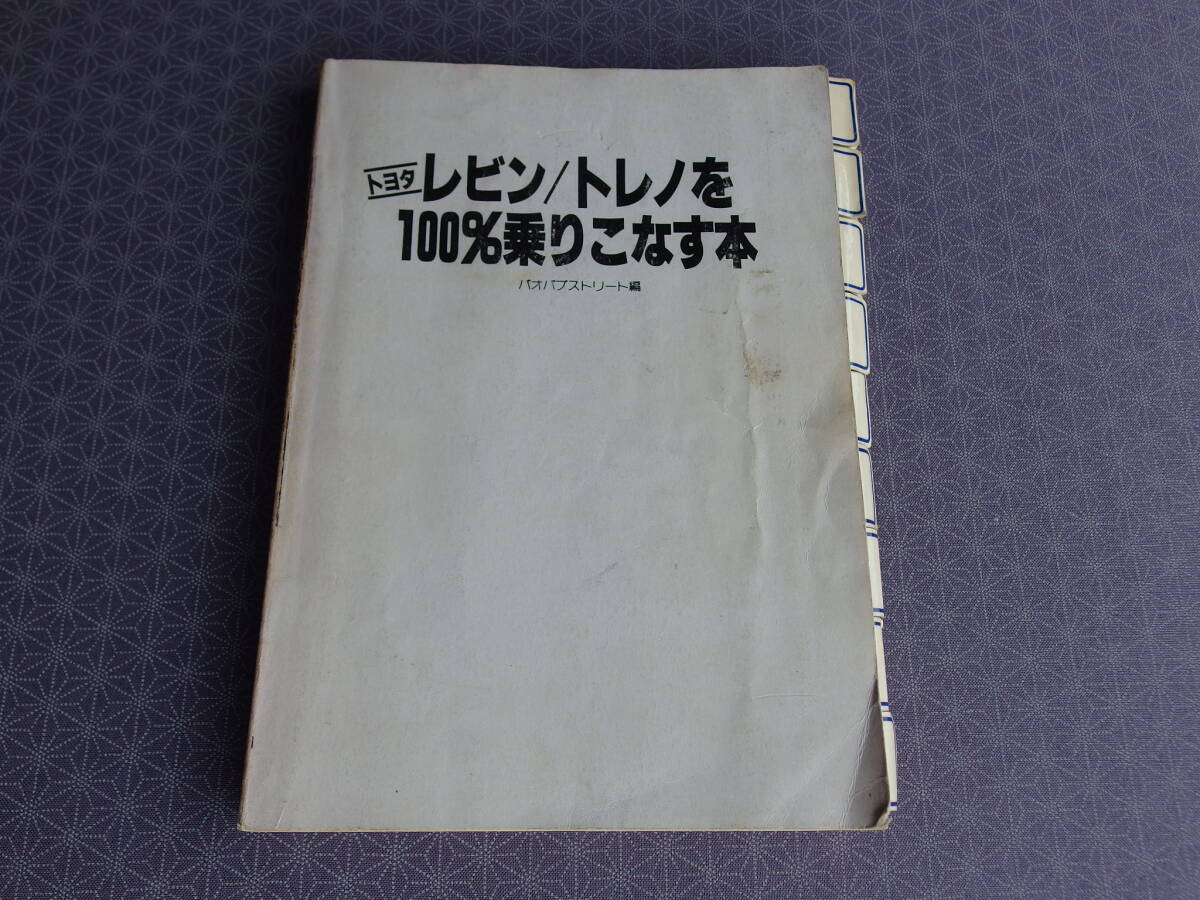 トヨタ レビン/トレノを
100%乗りこなす本
バオバブストリート編